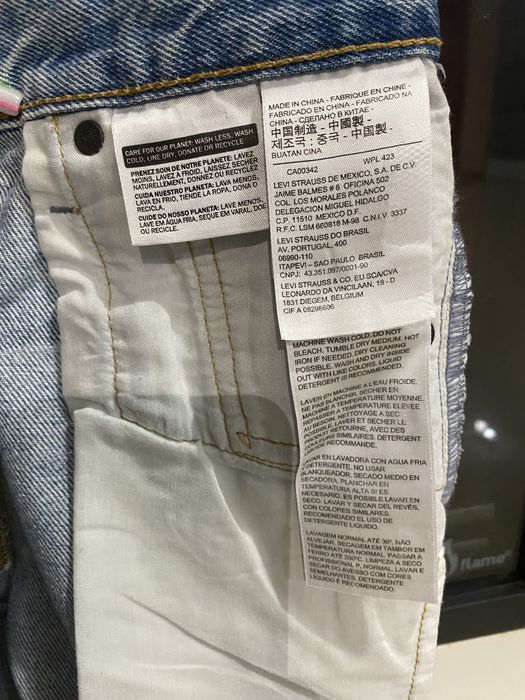 CARE FOR OUR PLANET: WASH LESS, WASH
COLD, LINE DRY, DONATE OR RECYCLE
PRENEZ SOIN DE NOTRE PLANETE: LAVEZ
MOINS, LAVEZ A FROID, LAISSEZ SECHER
NATURELLEMENT, DONNEZ OU RECYCLEZ
CUIDA NUESTRO PLANETA: LAVA MENOS,
LAVA EN FRIO, TIENDE LA ROPA, DONA O
RECICLA.
CUIDE DO NOSSO PLANETA: LAVE MENOS,
LAVE EM ÁGUA FRIA, SEQUE EM VARAL, DOE
OU RECICLE.
MADE IN CHINA - FABRIQUE EN CHINE -
FABRICADO EN CHINA - FABRICADO NA
CHINA - СДЕЛАНО В КИТАЕ -
中国制造 - 中國製 -
제조국 : 중국 - 中国製 -
BUATAN CINA
CA00342 WPL 423
LEVI STRAUSS DE MEXICO, S.A. DE C.V.
JAIME BALMES # 8 OFICINA 502
COL. LOS MORALES POLANCO
DELEGACION MIGUEL HIDALGO
C.P. 11510 MEXICO D.F.
R.F.C. LSM 660818 M-98 C.N.I.V. 3337
LEVI STRAUSS DO BRASIL
AV. PORTUGAL, 400
06990-110
ITAPEVI - SAO PAULO BRASIL
CNPJ: 43.351.097/0001-90
LEVI STRAUSS & CO. EU SCA/CVA
LEONARDO DA VINCILAAN, 19 - D
1831 DIEGEM, BELGIUM
CIF A 08296606
MACHINE WASH COLD. DO NOT
BLEACH. TUMBLE DRY MEDIUM. HOT
IRON IF NEEDED. DRY CLEANING
POSSIBLE. WASH AND DRY INSIDE
OUT WITH LIKE COLORS. LIQUID
DETERGENT IS RECOMMENDED.
LAVER EN MACHINE A L'EAU FROIDE.
NE PAS BLANCHIR. SECHER EN
MACHINE A TEMPERATURE MOYENNE.
REPASSER A TEMPERATURE ELEVEE
AU BESOIN. NETTOYAGE A SEC
POSSIBLE. LAVER ET SECHER LE
PRODUIT RETOURNE, AVEC DES
COULEURS SIMILAIRES. DETERGENT
LIQUIDE RECOMMANDE.
LAVAR EN LAVADORA CON AGUA FRIA
Y DETERGENTE. NO USAR
BLANQUEADOR. SECADO MEDIO EN
SECADORA. PLANCHAR EN
TEMPERATURA ALTA SI ES
NECESARIO. ES POSIBLE LAVAR EN
SECO. LAVAR Y SECAR DEL REVÉS,
CON COLORES SIMILARES.
RECOMENDADO EL USO DE
DETERGENTE LIQUIDO.
LAVAGEM NORMAL ATÉ 30°. NÃO
ALVEJAR. SECAGEM EM TAMBOR EM
TEMPERATURA NORMAL. PASSAR A
FERRO ATÉ 200°C. LIMPEZA A SECO
PROFISSIONAL P, NORMAL. LAVAR E
SECAR DO AVESSO COM CORES
SEMELHANTES. DETERGENTE
LÍQUIDO É RECOMENDADO.
flame®